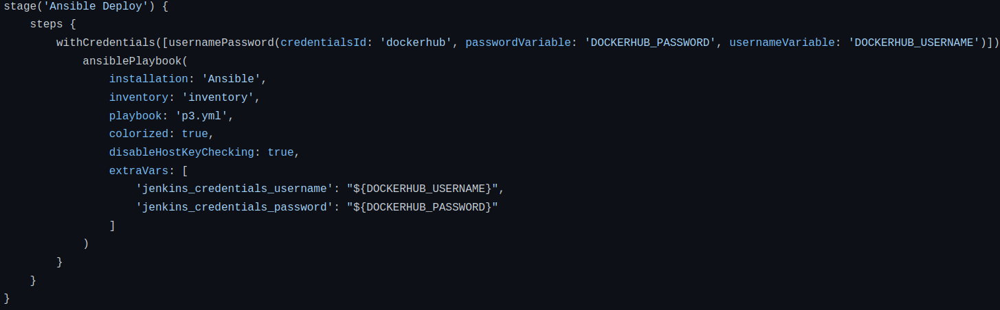 stage('Ansible Deploy') {
    steps {
        withCredentials([usernamePassword(credentialsId: 'dockerhub', passwordVariable: 'DOCKERHUB_PASSWORD', usernameVariable: 'DOCKERHUB_USERNAME')])
            ansiblePlaybook(
                installation: 'Ansible',
                inventory: 'inventory',
                playbook: 'p3.yml',
                colorized: true,
                disableHostKeyChecking: true,
                extraVars: [
                    'jenkins_credentials_username': "${DOCKERHUB_USERNAME}",
                    'jenkins_credentials_password': "${DOCKERHUB_PASSWORD}"
                ]
            )
        }
    }
}